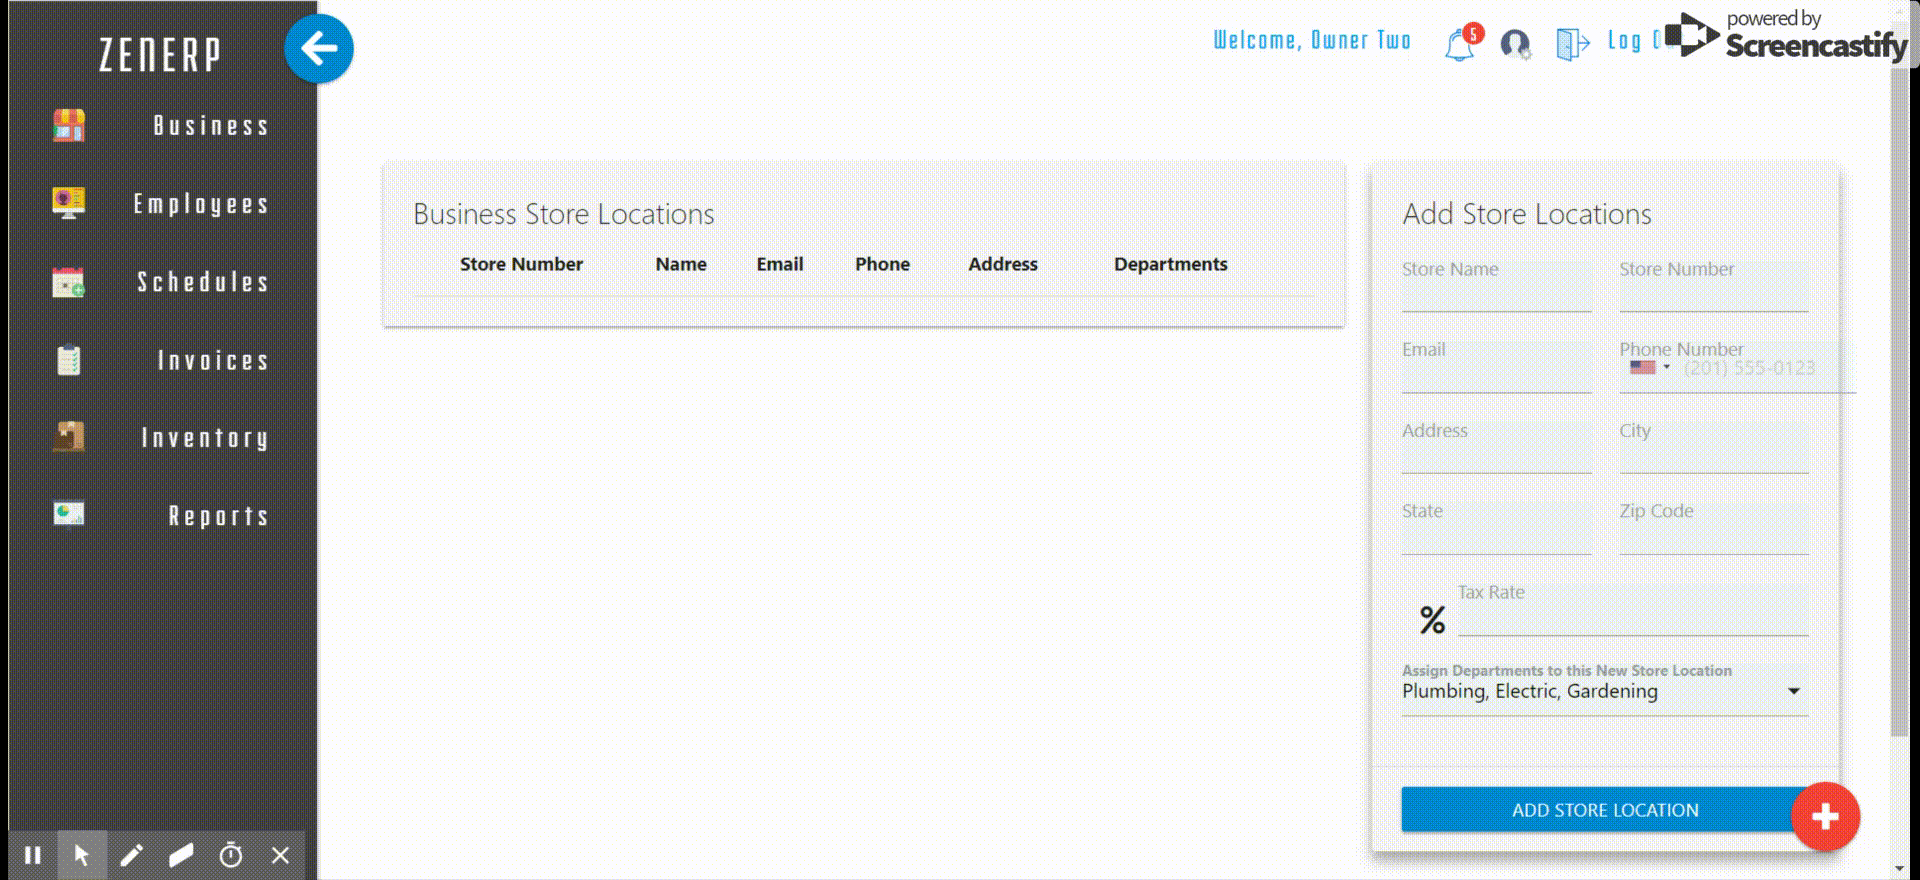 ZENERP
Business
Employees
Schedules
Invoices
Inventory
Reports
Welcome, Owner Two
5
Log
powered by
Screencastify
Business Store Locations
Store Number Name Email Phone Address Departments
Add Store Locations
Store Name Store Number
Email Phone Number
(201) 555-0123
Address City
State Zip Code
Tax Rate
%
Assign Departments to this New Store Location
Plumbing, Electric, Gardening
ADD STORE LOCATION